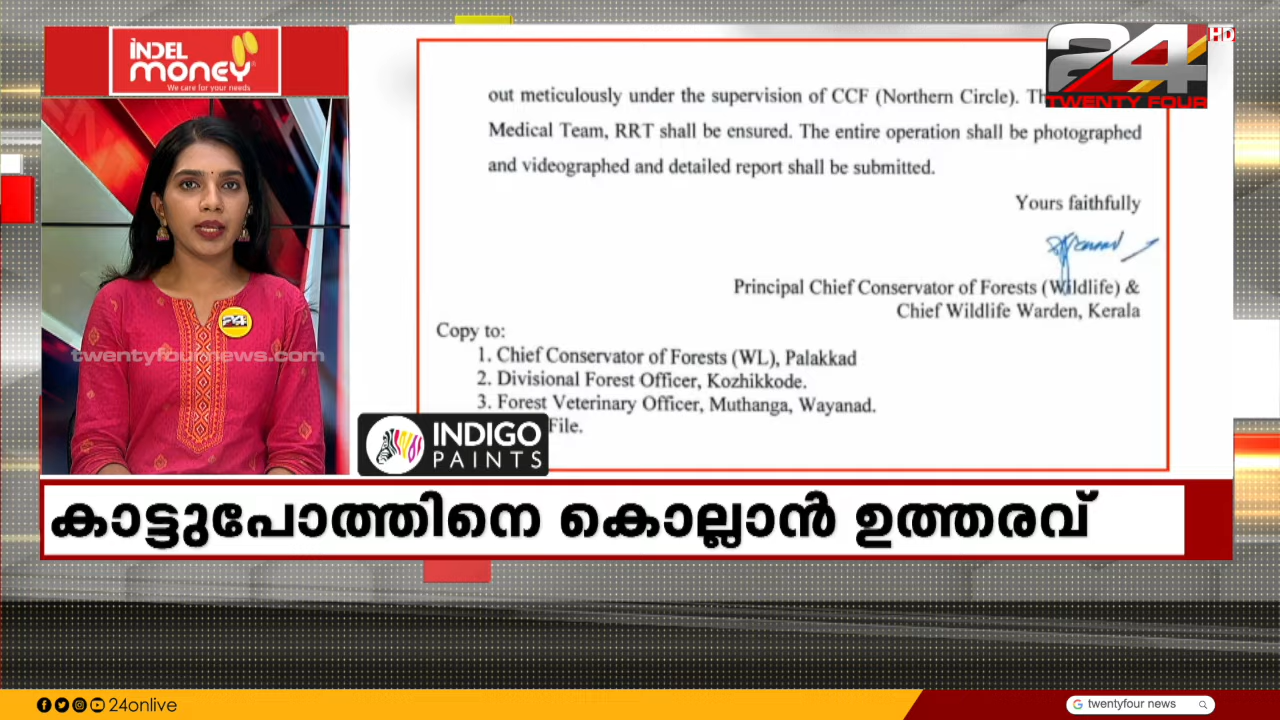 INDEL
money
We care for your needs
24
HD
TWENTY FOUR
out meticulously under the supervision of CCF (Northern Circle).
Medical Team, RRT shall be ensured. The entire operation shall be photographed
and videographed and detailed report shall be submitted.
Yours faithfully
Principal Chief Conservator of Forests (Wildlife) &
Chief Wildlife Warden, Kerala
Copy to:
1. Chief Conservator of Forests (WL), Palakkad
2. Divisional Forest Officer, Kozhikkode.
3. Forest Veterinary Officer, Muthanga, Wayanad.
File.
24
twentyfournews.com
INDIGO
PAINTS
കാട്ടുപോത്തിനെ കൊല്ലാൻ ഉത്തരവ്
24onlive
twentyfour news